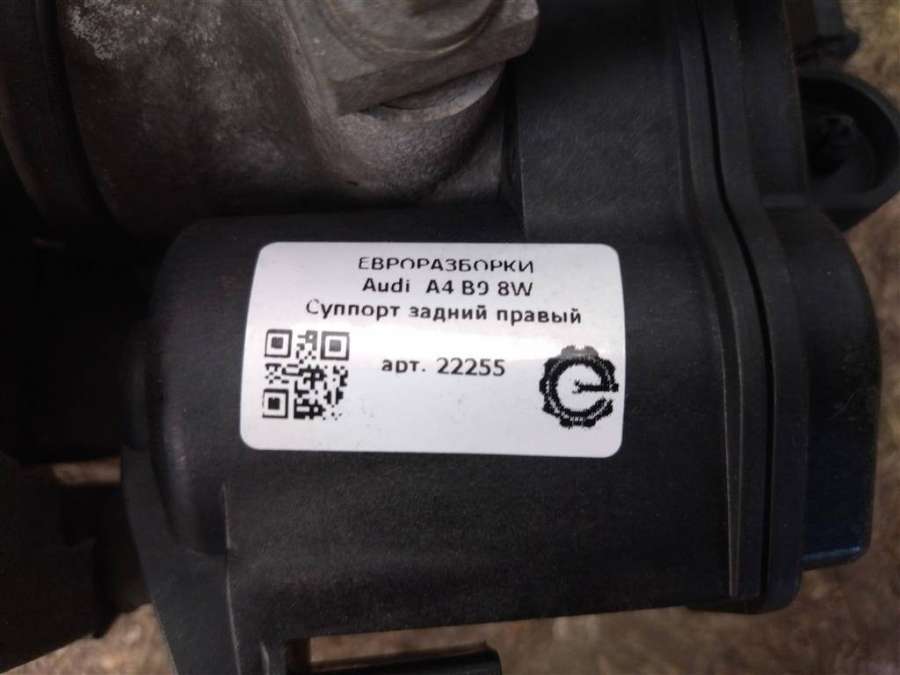 ЕВРОРАЗБОРКИ
Audi A4 B9 8W
Суппорт задний правый
арт. 22255